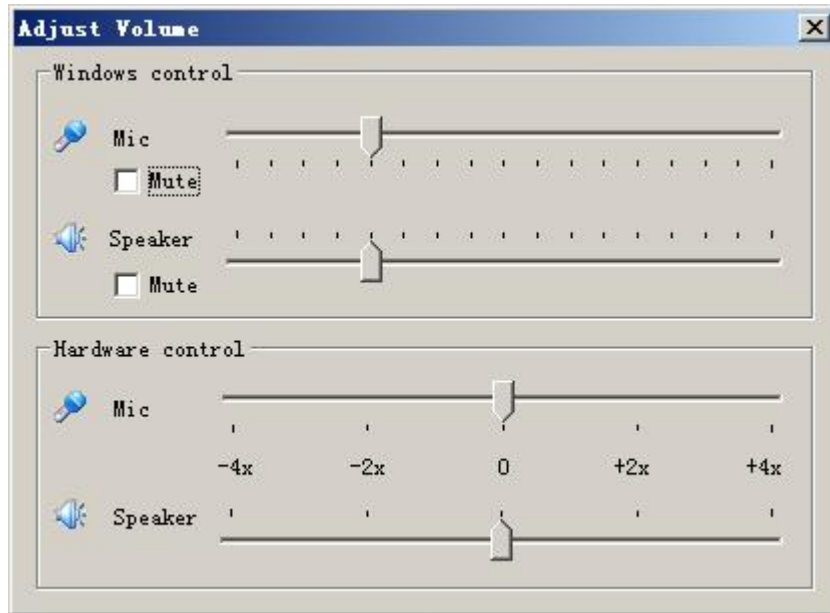 Adjust Volume
Windows control
Mic
Mute
Speaker
Mute
Hardware control
Mic
-4x -2x 0 +2x +4x
Speaker